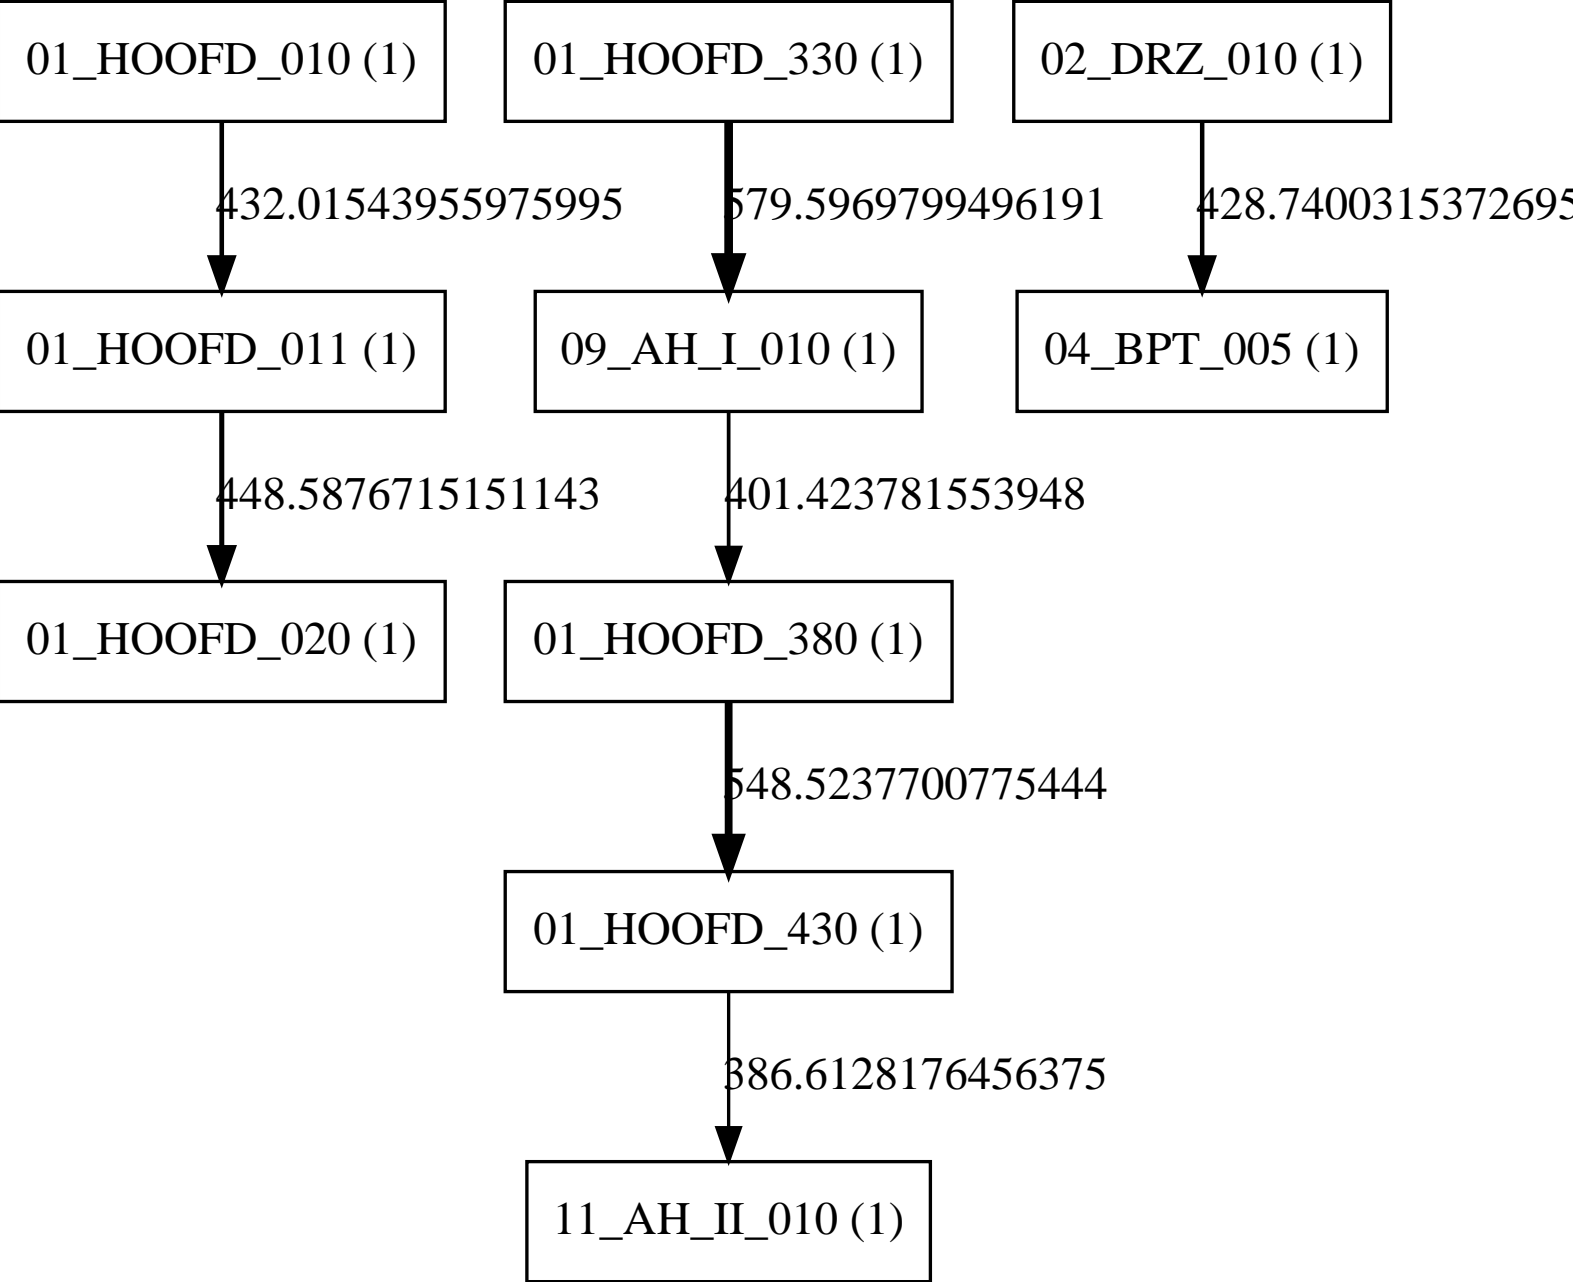 01_HOOFD_010 (1)
01_HOOFD_330 (1)
02_DRZ_010 (1)
432.01543955975995
579.5969799496191
428.7400315372695
01_HOOFD_011 (1)
09_AH_I_010 (1)
04_BPT_005 (1)
448.5876715151143
401.423781553948
01_HOOFD_020 (1)
01_HOOFD_380 (1)
548.5237700775444
01_HOOFD_430 (1)
386.6128176456375
11_AH_II_010 (1)